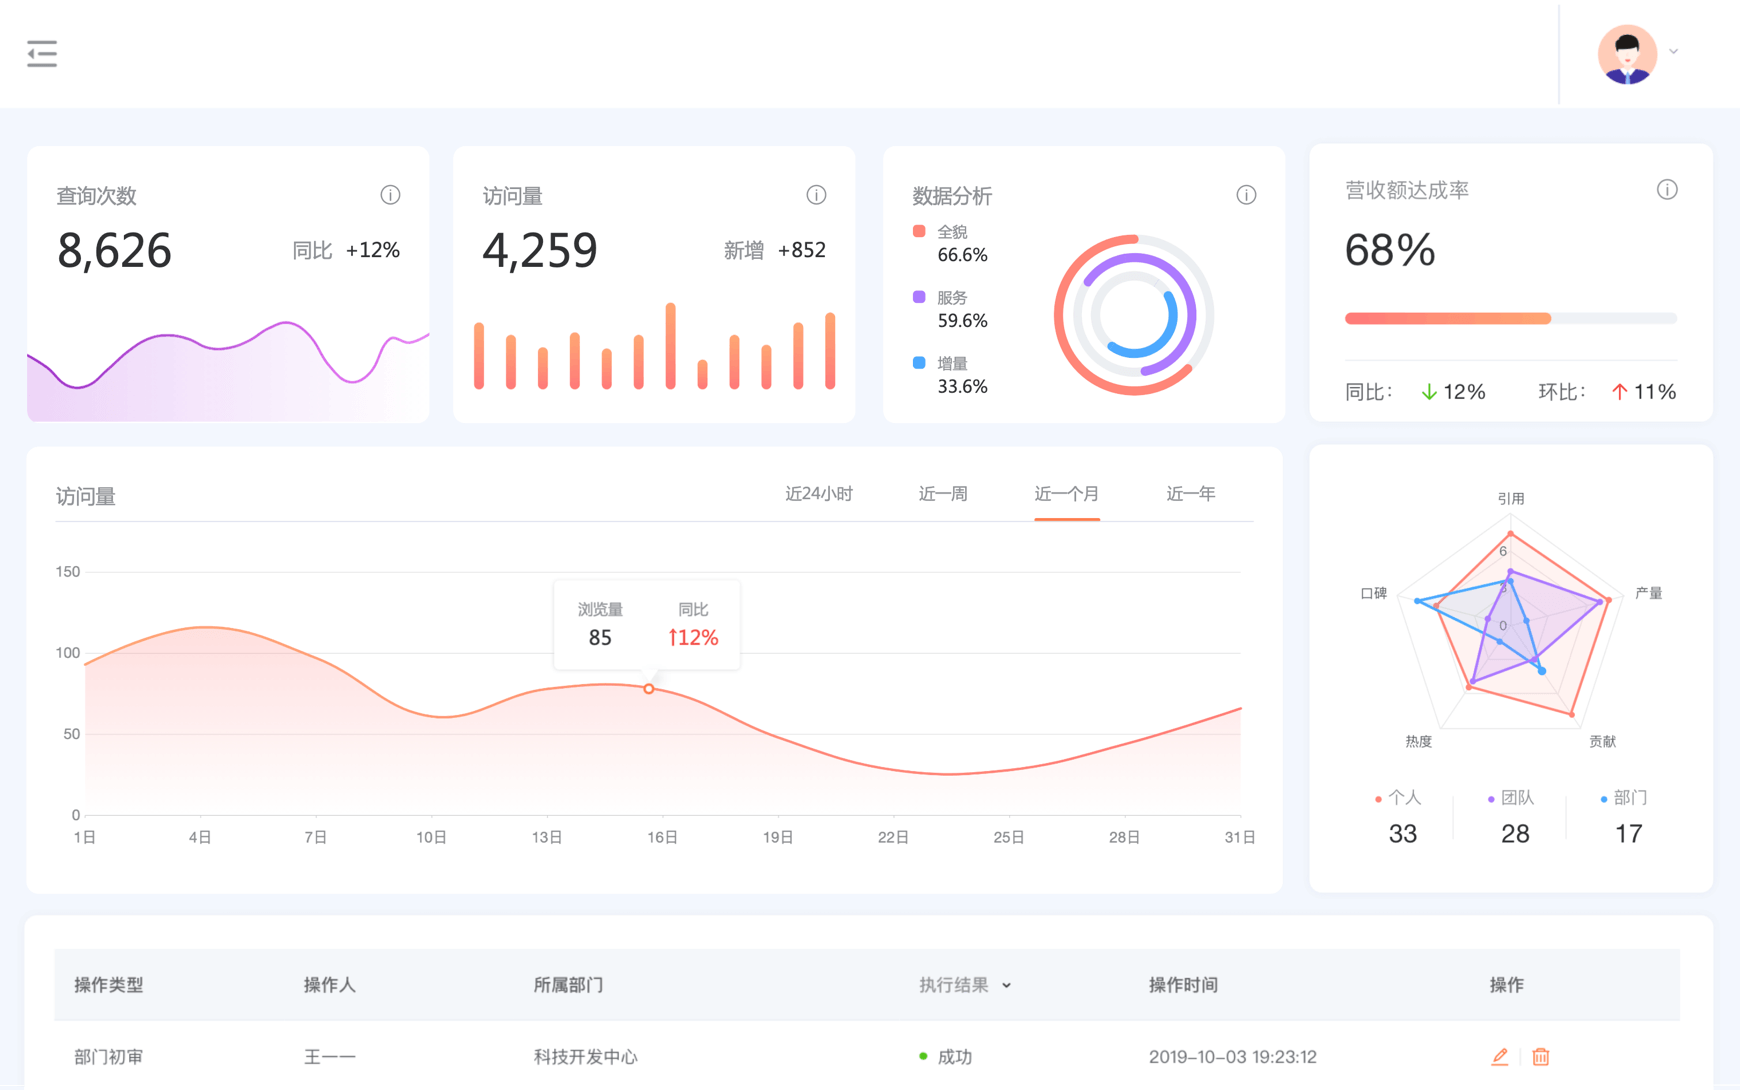 查询次数
8,626
同比 +12%
访问量
4,259
新增 +852
数据分析
全貌
66.6%
服务
59.6%
增量
33.6%
营收额达成率
68%
同比： ↓ 12% 环比： ↑ 11%
访问量
近24小时 近一周 近一个月 近一年
150
100
50
0
浏览量 同比
85 ↑12%
1日 4日 7日 10日 13日 16日 19日 22日 25日 28日 31日
引用
产量
贡献
热度
口碑
6
3
0
个人 团队 部门
33 28 17
操作类型 操作人 所属部门 执行结果 操作时间 操作
部门初审 王一一 科技开发中心 成功 2019-10-03 19:23:12